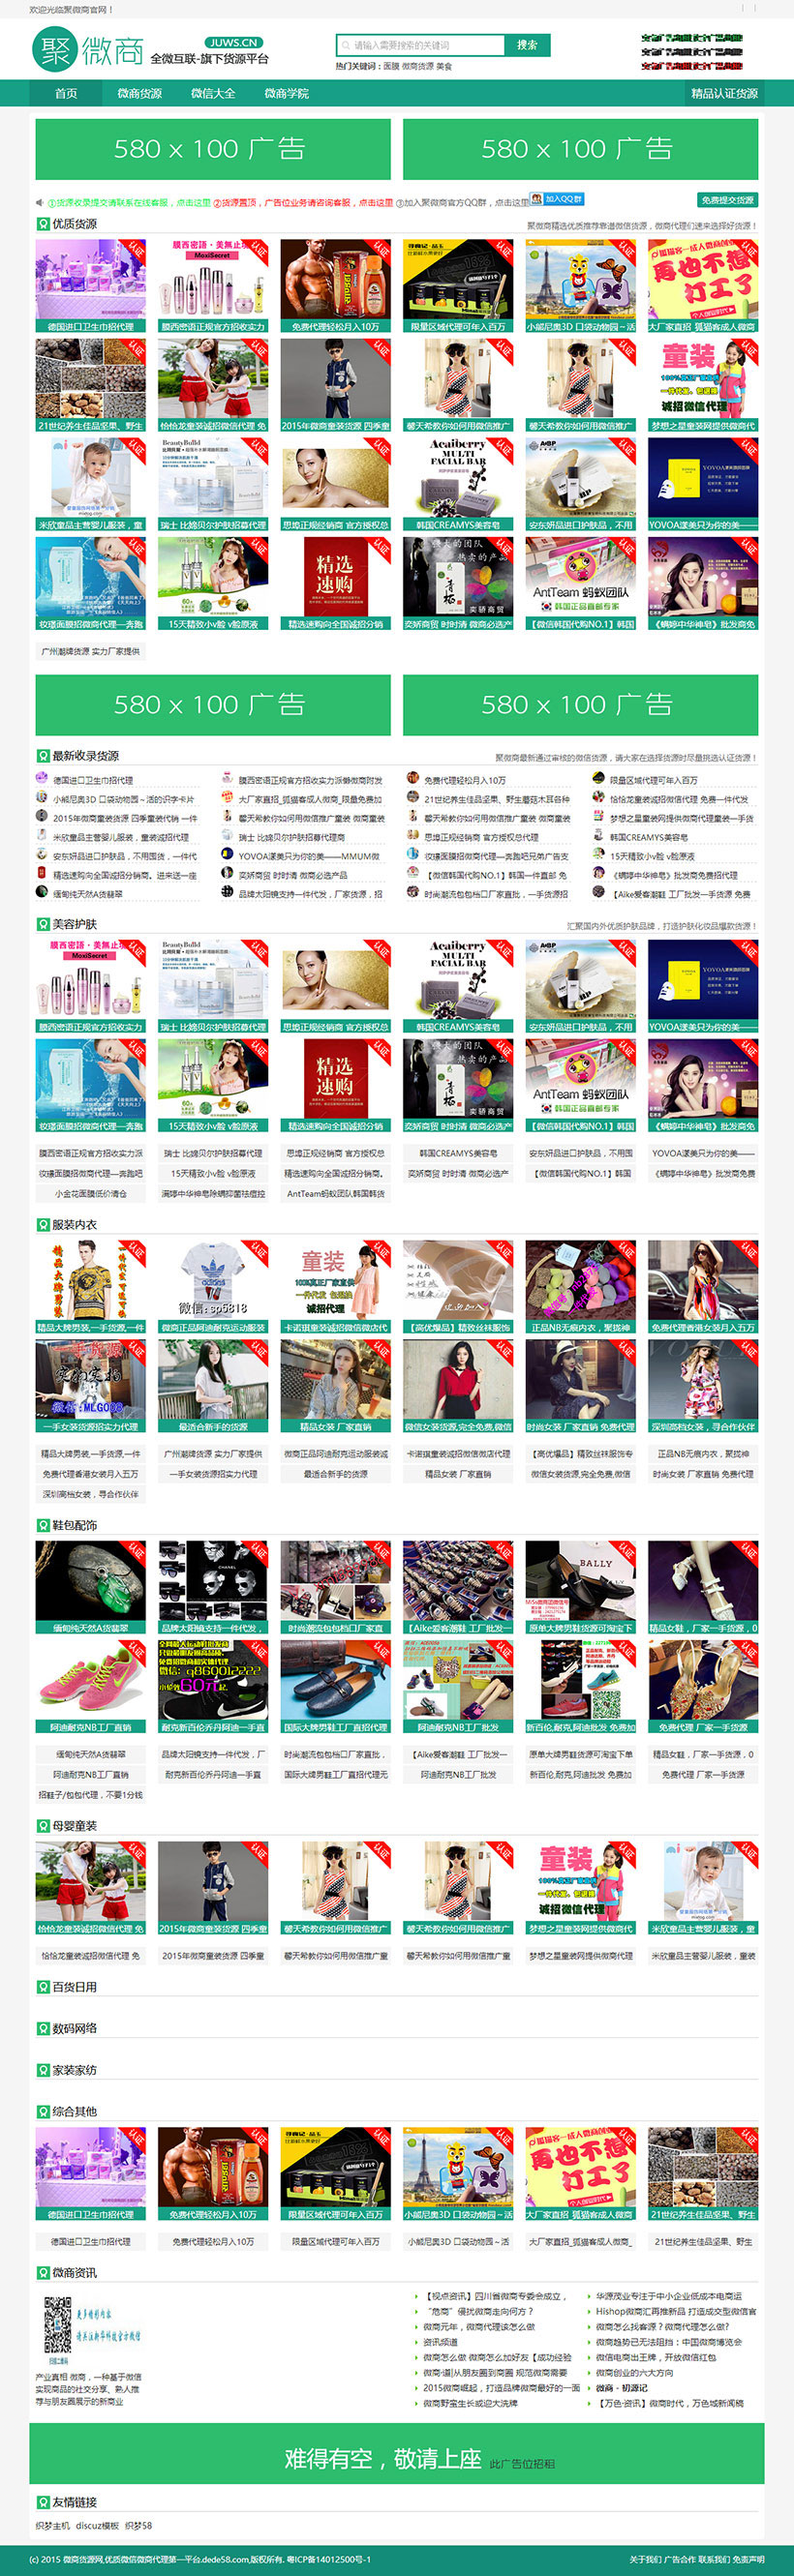 欢迎光临聚微商官网！
聚微商
JUWS.CN
全微互联-旗下货源平台
请输入需要搜索的关键词
搜索
热门关键词：面膜 微商货源 美食
首页 微商货源 微信大全 微商学院 精品认证货源
580 x 100 广告 580 x 100 广告
①货源收录提交请联系在线客服，点击这里 ②货源置顶，广告位业务请咨询客服，点击这里 ③加入聚微商官方QQ群，点击这里 加入QQ群 免费提交货源
优质货源
聚微商精选优质推荐靠谱微信货源，微商代理们速来选择好货源！
德国进口卫生巾招代理 膜西密语正规官方招收实力 免费代理轻松月入10万 限量区域代理可年入百万 小鲵尼奥3D 口袋动物园～活 大厂家直招 狐猫客成人微商
21世纪养生佳品坚果、野生 恰恰龙童装诚招微信代理 免 2015年微商童装货源 四季童 馨天希教你如何用微信推广 馨天希教你如何用微信推广 梦想之星童装网提供微商代
米欣童品主营婴儿服装，童 瑞士 比婉贝尔护肤招募代理 思埠正规经销商 官方授权总 韩国CREAMYS美容皂 安东妍品进口护肤品，不用 YOVOA漾美只为你的美——
妆瑾面膜招微商代理—奔跑 15天精致小v脸 v脸原液 精选速购向全国诚招分销 奕娇商贸 时时清 微商必选产 【微信韩国代购NO.1】韩国 《螨婷中华神皂》批发商免
广州潮牌货源 实力厂家提供
580 x 100 广告 580 x 100 广告
最新收录货源
聚微商最新通过审核的微信货源，请大家在选择货源时尽量挑选认证货源！
德国进口卫生巾招代理 膜西密语正规官方招收实力派懒微商附发 免费代理轻松月入10万 限量区域代理可年入百万
小鲵尼奥3D 口袋动物园～活的识字卡片 大厂家直招_狐猫客成人微商_限量免费加 21世纪养生佳品坚果、野生蘑菇木耳各种 恰恰龙童装诚招微信代理 免费一件代发
2015年微商童装货源 四季童装代销 一件 馨天希教你如何用微信推广童装 微商童装 馨天希教你如何用微信推广童装 微商童装 梦想之星童装网提供微商代理童装一手货
米欣童品主营婴儿服装，童装诚招代理 瑞士 比婉贝尔护肤招募代理商 思埠正规经销商 官方授权总代理 韩国CREAMYS美容皂
安东妍品进口护肤品，不用囤货，一件代 YOVOA漾美只为你的美——MMUM微 妆瑾面膜招微商代理—奔跑吧兄弟广告支 15天精致小v脸 v脸原液
精选速购向全国诚招分销商。进来送一座 奕娇商贸 时时清 微商必选产品 【微信韩国代购NO.1】韩国一件直邮 免 《螨婷中华神皂》批发商免费招代理
缅甸纯天然A货翡翠 品牌太阳镜支持一件代发，厂家货源，招 时尚潮流包包档口厂家直批，一手货源招 【Aike爱客潮鞋 工厂批发一手货源 免费
美容护肤
汇聚国内外优质护肤品牌，打造护肤化妆品爆款货源！
膜西密语正规官方招收实力 瑞士 比婉贝尔护肤招募代理 思埠正规经销商 官方授权总 韩国CREAMYS美容皂 安东妍品进口护肤品，不用 YOVOA漾美只为你的美——
妆瑾面膜招微商代理—奔跑 15天精致小v脸 v脸原液 精选速购向全国诚招分销商 奕娇商贸 时时清 微商必选产 【微信韩国代购NO.1】韩国 《螨婷中华神皂》批发商免
膜西密语正规官方招收实力派 瑞士 比婉贝尔护肤招募代理 思埠正规经销商 官方授权总 韩国CREAMYS美容皂 安东妍品进口护肤品，不用囤 YOVOA漾美只为你的美——
妆瑾面膜招微商代理—奔跑吧 15天精致小v脸 v脸原液 精选速购向全国诚招分销商。 奕娇商贸 时时清 微商必选产 【微信韩国代购NO.1】韩国 《螨婷中华神皂》批发商免费
小金花面膜低价清仓 满婷中华神皂除螨抑菌祛痘控 AntTeam蚂蚁团队韩国韩货
服装内衣
精品大牌男装,一手货源,一件 微商正品阿迪耐克运动服装 卡诺琪童装诚招微信微店代 【高优爆品】精致丝袜服饰 正品NB无痕内衣，聚拢神 免费代理香港女装月入五万
一手女装货源招实力代理 最适合新手的货源 精品女装 厂家直销 微信女装货源,完全免费,微信 时尚女装 厂家直销 免费代理 深圳高档女装，寻合作伙伴
精品大牌男装,一手货源,一件 广州潮牌货源 实力厂家提供 微商正品阿迪耐克运动服装诚 卡诺琪童装诚招微信微店代理 【高优爆品】精致丝袜服饰专 正品NB无痕内衣，聚拢神
免费代理香港女装月入五万 一手女装货源招实力代理 最适合新手的货源 精品女装 厂家直销 微信女装货源,完全免费,微信 时尚女装 厂家直销 免费代理
深圳高档女装，寻合作伙伴
鞋包配饰
缅甸纯天然A货翡翠 品牌太阳镜支持一件代发， 时尚潮流包包档口厂家直 【Aike爱客潮鞋 工厂批发一 原单大牌男鞋货源可淘宝下 精品女鞋，厂家一手货源，0
阿迪耐克NB工厂直销 耐克新百伦乔丹阿迪一手直 国际大牌男鞋工厂直招代理 阿迪耐克NB工厂批发 新百伦,耐克,阿迪批发 免费加 免费代理 厂家一手货源
缅甸纯天然A货翡翠 品牌太阳镜支持一件代发，厂 时尚潮流包包档口厂家直批， 【Aike爱客潮鞋 工厂批发一 原单大牌男鞋货源可淘宝下单 精品女鞋，厂家一手货源，0
阿迪耐克NB工厂直销 耐克新百伦乔丹阿迪一手直 国际大牌男鞋工厂直招代理无 阿迪耐克NB工厂批发 新百伦,耐克,阿迪批发 免费加 免费代理 厂家一手货源
招鞋子/包包代理，不要1分钱
母婴童装
恰恰龙童装诚招微信代理 免 2015年微商童装货源 四季童 馨天希教你如何用微信推广 馨天希教你如何用微信推广 梦想之星童装网提供微商代 米欣童品主营婴儿服装，童
恰恰龙童装诚招微信代理 免 2015年微商童装货源 四季童 馨天希教你如何用微信推广童 馨天希教你如何用微信推广童 梦想之星童装网提供微商代理 米欣童品主营婴儿服装，童装
百货日用
数码网络
家装家纺
综合其他
德国进口卫生巾招代理 免费代理轻松月入10万 限量区域代理可年入百万 小鲵尼奥3D 口袋动物园～活 大厂家直招 狐猫客成人微商 21世纪养生佳品坚果、野生
德国进口卫生巾招代理 免费代理轻松月入10万 限量区域代理可年入百万 小鲵尼奥3D 口袋动物园～活 大厂家直招_狐猫客成人微商_ 21世纪养生佳品坚果、野生
微商资讯
产业真相 微商，一种基于微信
实现商品的社交分享、熟人推
荐与朋友圈展示的新商业
【视点资讯】四川省微商专委会成立， 华源茂业专注于中小企业低成本电商运
“危商”侵扰微商走向何方？ Hishop微商汇再推新品 打造成交型微信官
微商元年，微商代理该怎么做 微商怎么找客源？微商代理怎么做?
资讯频道 微商趋势已无法阻挡：中国微商博览会
微商怎么做 微商怎么加好友【成功经验 微信电商出王牌，开放微信红包
微商·道|从朋友圈到商圈 规范微商需要 微商创业的六大方向
2015微商崛起，打造品牌微商最好的一面 微商 - 初源记
微商野蛮生长或迎大洗牌 【万色·资讯】微商时代，万色城新闻稿
难得有空，敬请上座 此广告位招租
友情链接
织梦主机 discuz模板 织梦58
(c) 2015 微商货源网,优质微信微商代理第一平台.dede58.com,版权所有. 粤ICP备14012500号-1 关于我们 广告合作 联系我们 免责声明